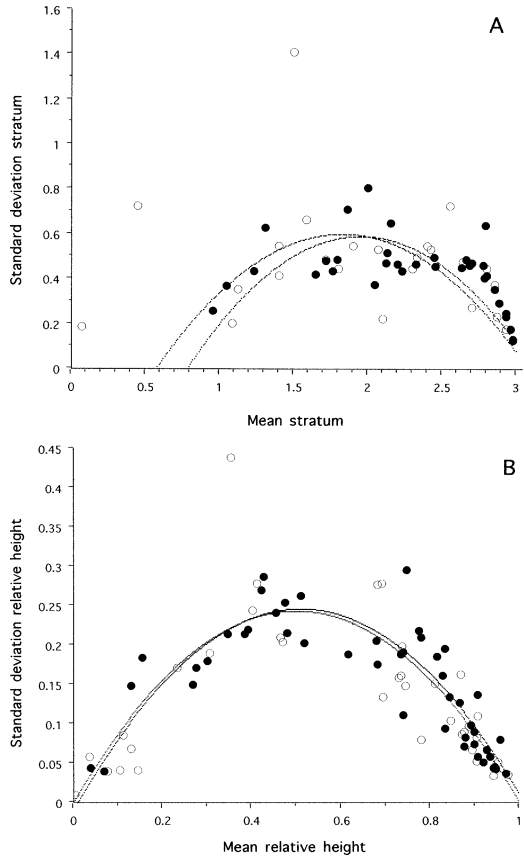 A
1.6
1.4
1.2
1
0.8
0.6
0.4
0.2
0
Standard deviation stratum
0 0.5 1 1.5 2 2.5 3
Mean stratum
B
0.45
0.4
0.35
0.3
0.25
0.2
0.15
0.1
0.05
0
Standard deviation relative height
0 0.2 0.4 0.6 0.8 1
Mean relative height